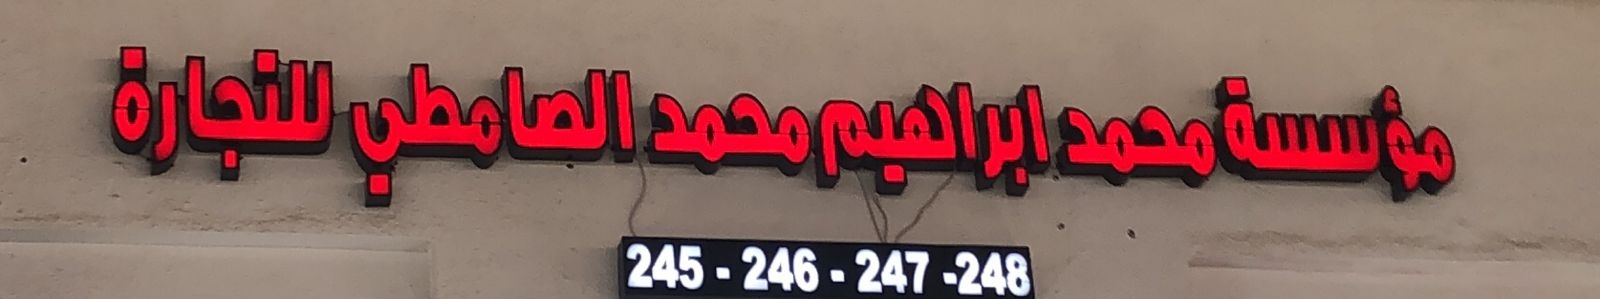 مؤسسة محمد ابراهيم محمد الصامطي للتجارة
245 - 246 - 247 -248